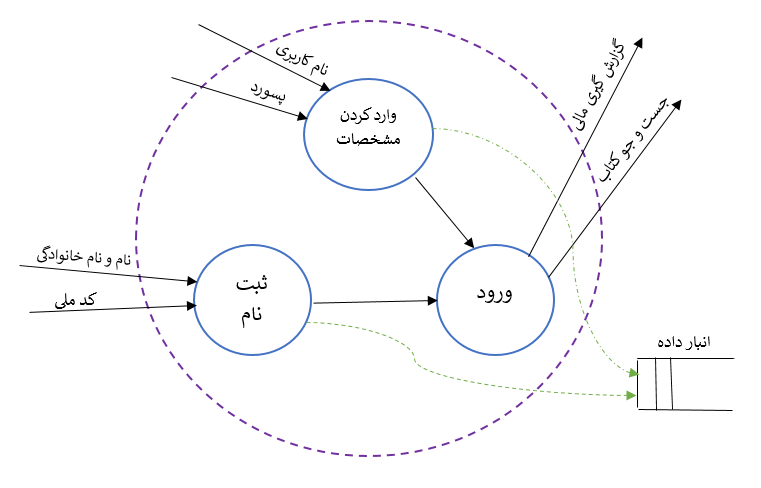 نام کاربری
پسورد
وارد کردن
مشخصات
گزارش گیری مالی
جست و جو کتاب
نام و نام خانوادگی
کد ملی
ثبت
نام
ورود
انبار داده